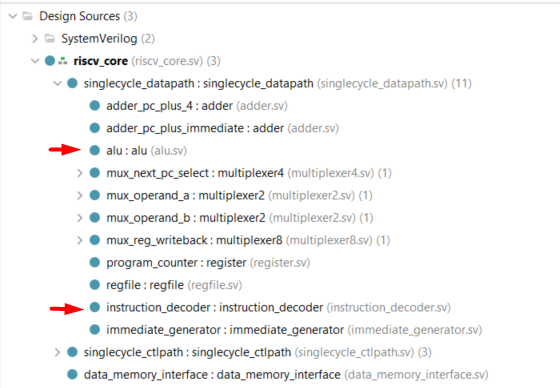 Design Sources (3)
SystemVerilog (2)
riscv_core (riscv_core.sv) (3)
singlecycle_datapath : singlecycle_datapath (singlecycle_datapath.sv) (11)
adder_pc_plus_4 : adder (adder.sv)
adder_pc_plus_immediate : adder (adder.sv)
alu : alu (alu.sv)
mux_next_pc_select : multiplexer4 (multiplexer4.sv) (1)
mux_operand_a : multiplexer2 (multiplexer2.sv) (1)
mux_operand_b : multiplexer2 (multiplexer2.sv) (1)
mux_reg_writeback : multiplexer8 (multiplexer8.sv) (1)
program_counter : register (register.sv)
regfile : regfile (regfile.sv)
instruction_decoder : instruction_decoder (instruction_decoder.sv)
immediate_generator : immediate_generator (immediate_generator.sv)
singlecycle_ctlpath : singlecycle_ctlpath (singlecycle_ctlpath.sv) (3)
data_memory_interface : data_memory_interface (data_memory_interface.sv)